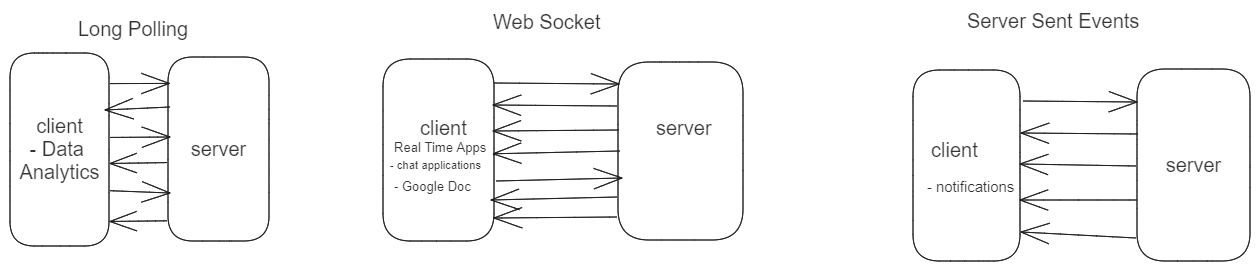 Long Polling
client
- Data
Analytics
server
Web Socket
client
Real Time Apps
- chat applications
- Google Doc
server
Server Sent Events
client
- notifications
server